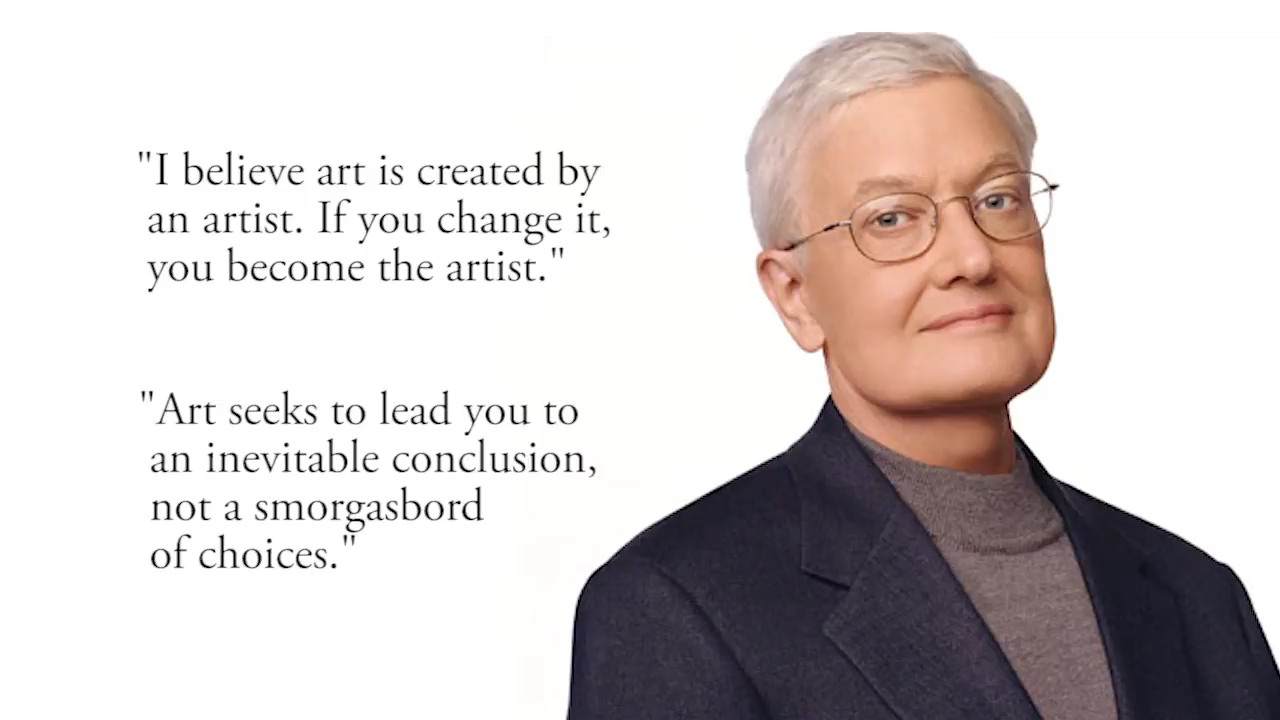 "I believe art is created by
an artist. If you change it,
you become the artist."
"Art seeks to lead you to
an inevitable conclusion,
not a smorgasbord
of choices."